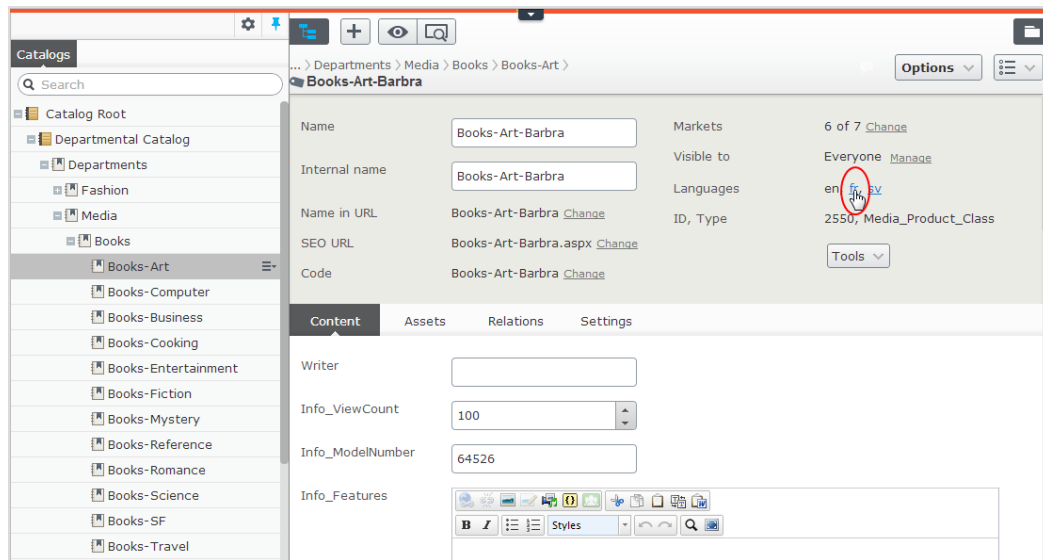 Catalogs
Search
Catalog Root
Departmental Catalog
Departments
Fashion
Media
Books
Books-Art
Books-Computer
Books-Business
Books-Cooking
Books-Entertainment
Books-Fiction
Books-Mystery
Books-Reference
Books-Romance
Books-Science
Books-SF
Books-Travel
... > Departments > Media > Books > Books-Art >
Books-Art-Barbra
Options
Name Books-Art-Barbra
Internal name Books-Art-Barbra
Name in URL Books-Art-Barbra Change
SEO URL Books-Art-Barbra.aspx Change
Code Books-Art-Barbra Change
Markets 6 of 7 Change
Visible to Everyone Manage
Languages en, fr, sv
ID, Type 2550, Media_Product_Class
Tools
Content Assets Relations Settings
Writer
Info_ViewCount 100
Info_ModelNumber 64526
Info_Features
B I Styles